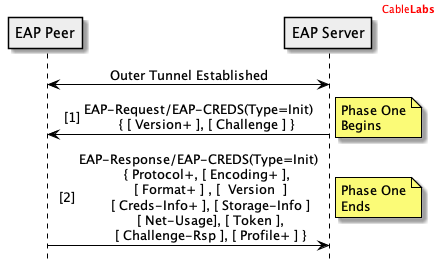 CableLabs
EAP Peer
EAP Server
Outer Tunnel Established
[1]
EAP-Request/EAP-CREDS(Type=Init)
{ [ Version+ ], [ Challenge ] }
Phase One
Begins
[2]
EAP-Response/EAP-CREDS(Type=Init)
{ Protocol+, [ Encoding+ ],
[ Format+ ] , [  Version  ]
[ Creds-Info+ ], [ Storage-Info ]
[ Net-Usage], [ Token ],
[ Challenge-Rsp ], [ Profile+ ] }
Phase One
Ends